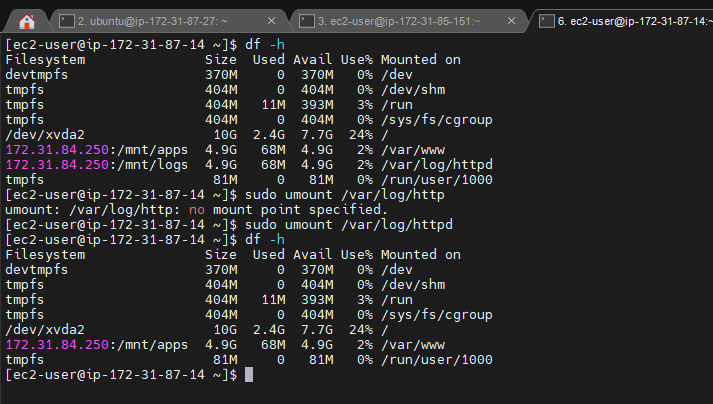 2. ubuntu@ip-172-31-87-27: ~
3. ec2-user@ip-172-31-85-151:~
6. ec2-user@ip-172-31-87-14:~
[ec2-user@ip-172-31-87-14 ~]$ df -h
Filesystem Size Used Avail Use% Mounted on
devtmpfs 370M 0 370M 0% /dev
tmpfs 404M 0 404M 0% /dev/shm
tmpfs 404M 11M 393M 3% /run
tmpfs 404M 0 404M 0% /sys/fs/cgroup
/dev/xvda2 10G 2.4G 7.7G 24% /
172.31.84.250:/mnt/apps 4.9G 68M 4.9G 2% /var/www
172.31.84.250:/mnt/logs 4.9G 68M 4.9G 2% /var/log/httpd
tmpfs 81M 0 81M 0% /run/user/1000
[ec2-user@ip-172-31-87-14 ~]$ sudo umount /var/log/http
umount: /var/log/http: no mount point specified.
[ec2-user@ip-172-31-87-14 ~]$ sudo umount /var/log/httpd
[ec2-user@ip-172-31-87-14 ~]$ df -h
Filesystem Size Used Avail Use% Mounted on
devtmpfs 370M 0 370M 0% /dev
tmpfs 404M 0 404M 0% /dev/shm
tmpfs 404M 11M 393M 3% /run
tmpfs 404M 0 404M 0% /sys/fs/cgroup
/dev/xvda2 10G 2.4G 7.7G 24% /
172.31.84.250:/mnt/apps 4.9G 68M 4.9G 2% /var/www
tmpfs 81M 0 81M 0% /run/user/1000
[ec2-user@ip-172-31-87-14 ~]$